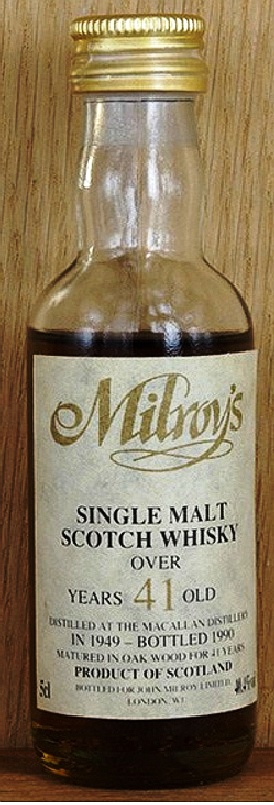 Milroy's
SINGLE MALT
SCOTCH WHISKY
OVER
YEARS 41 OLD
DISTILLED AT THE MACALLAN DISTILLERY
IN 1949 – BOTTLED 1990
MATURED IN OAK WOOD FOR 41 YEARS
PRODUCT OF SCOTLAND
5cl BOTTLED FOR JOHN MILROY LIMITED,
LONDON, W1